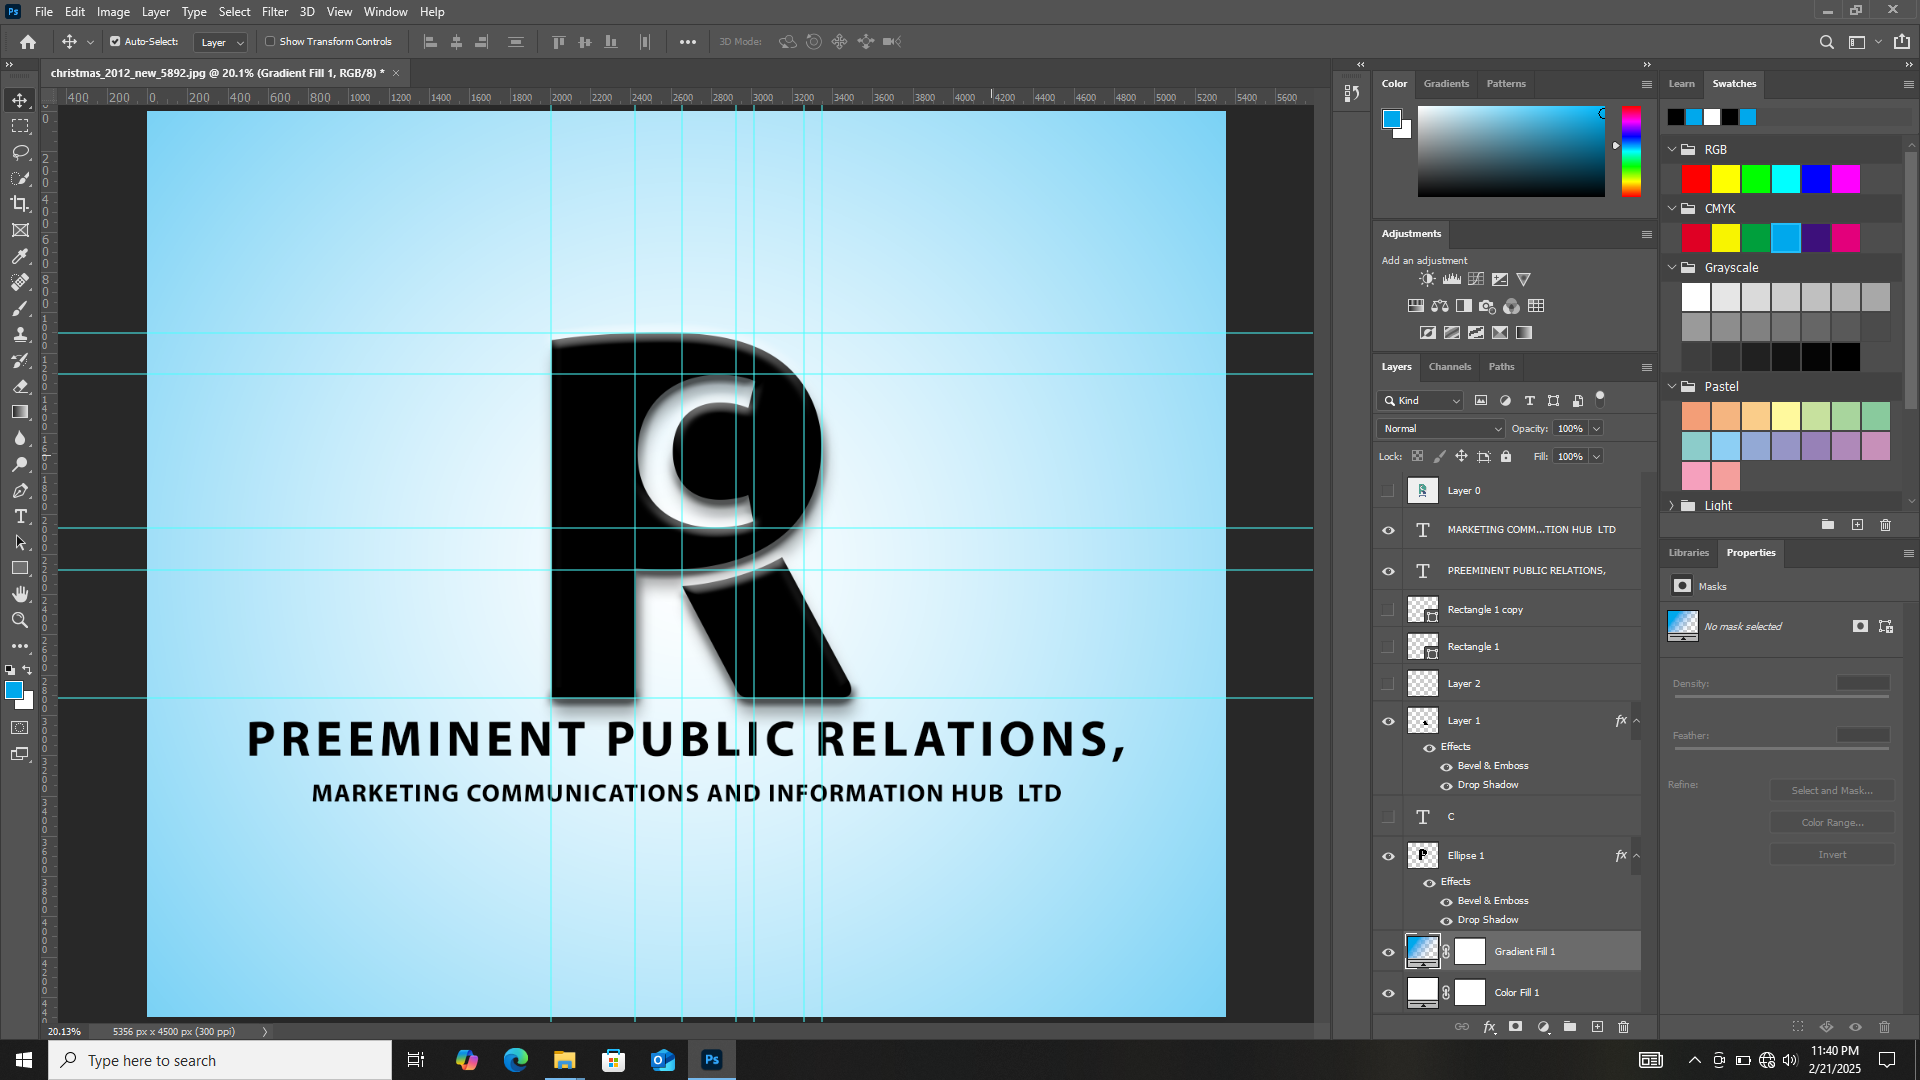 Ps File Edit Image Layer Type Select Filter 3D View Window Help
Auto-Select: Layer Show Transform Controls 3D Mode:
christmas_2012_new_5892.jpg @ 20.1% (Gradient Fill 1, RGB/8) * ×
400 200 0 200 400 600 800 1000 1200 1400 1600 1800 2000 2200 2400 2600 2800 3000 3200 3400 3600 3800 4000 4200 4400 4600 4800 5000 5200 5400 5600
PREEMINENT PUBLIC RELATIONS,
MARKETING COMMUNICATIONS AND INFORMATION HUB LTD
20.13% 5356 px x 4500 px (300 ppi)
Color Gradients Patterns
Adjustments
Add an adjustment
Layers Channels Paths
Kind
Normal Opacity: 100%
Lock: Fill: 100%
Layer 0
T MARKETING COMM...TION HUB LTD
T PREEMINENT PUBLIC RELATIONS,
Rectangle 1 copy
Rectangle 1
Layer 2
Layer 1 fx
Effects
Bevel & Emboss
Drop Shadow
T C
Ellipse 1 fx
Effects
Bevel & Emboss
Drop Shadow
Gradient Fill 1
Color Fill 1
fx
Learn Swatches
RGB
CMYK
Grayscale
Pastel
Light
Libraries Properties
Masks
No mask selected
Density:
Feather:
Refine: Select and Mask...
Color Range...
Invert
Type here to search
Ps
11:40 PM
2/21/2025